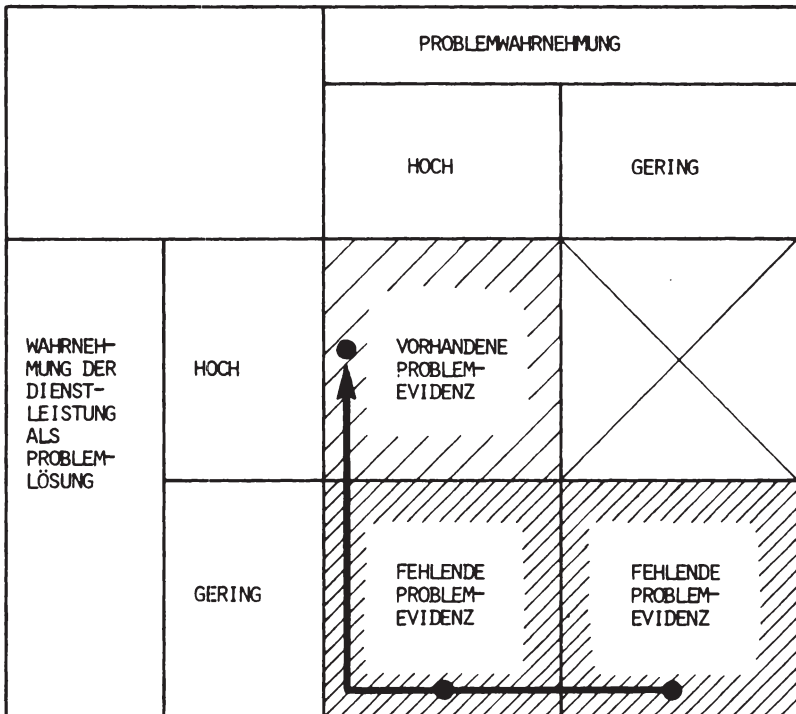 PROBLEMWAHRNEHMUNG
HOCH
GERING
WAHRNEH-
MUNG DER
DIENST-
LEISTUNG
ALS
PROBLEM-
LÖSUNG
HOCH
VORHANDENE
PROBLEM-
EVIDENZ
GERING
FEHLENDE
PROBLEM-
EVIDENZ
FEHLENDE
PROBLEM-
EVIDENZ